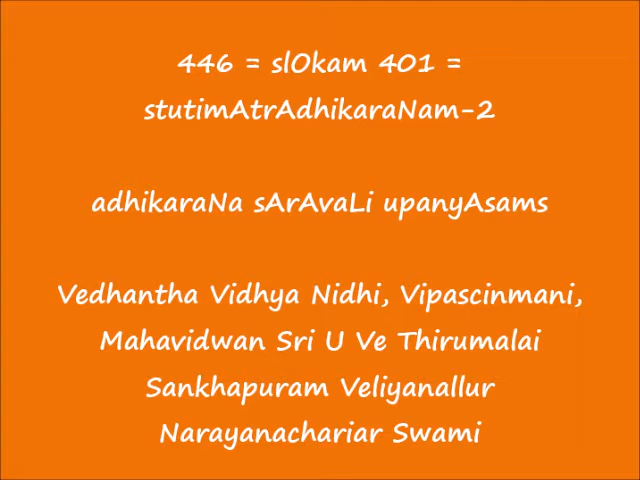 446 = slOkam 401 =
stutimAtrAdhikaraNam-2
adhikaraNa sArAvaLi upanyAsams
Vedhantha Vidhya Nidhi, Vipascinmani,
Mahavidwan Sri U Ve Thirumalai
Sankhapuram Veliyanallur
Narayanachariar Swami